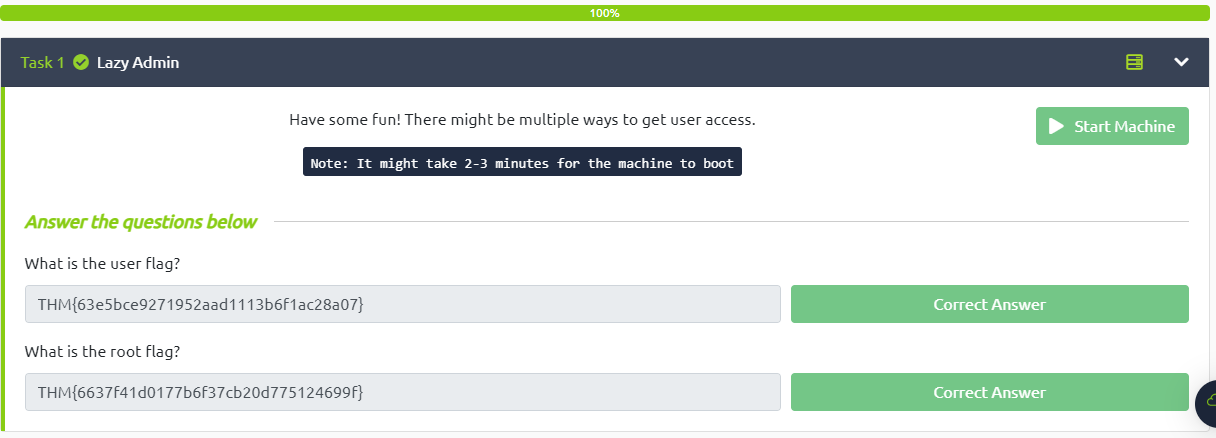 100%
Task 1 Lazy Admin
Have some fun! There might be multiple ways to get user access.
Start Machine
Note: It might take 2-3 minutes for the machine to boot
Answer the questions below
What is the user flag?
THM{63e5bce9271952aad1113b6f1ac28a07}
Correct Answer
What is the root flag?
THM{6637f41d0177b6f37cb20d775124699f}
Correct Answer